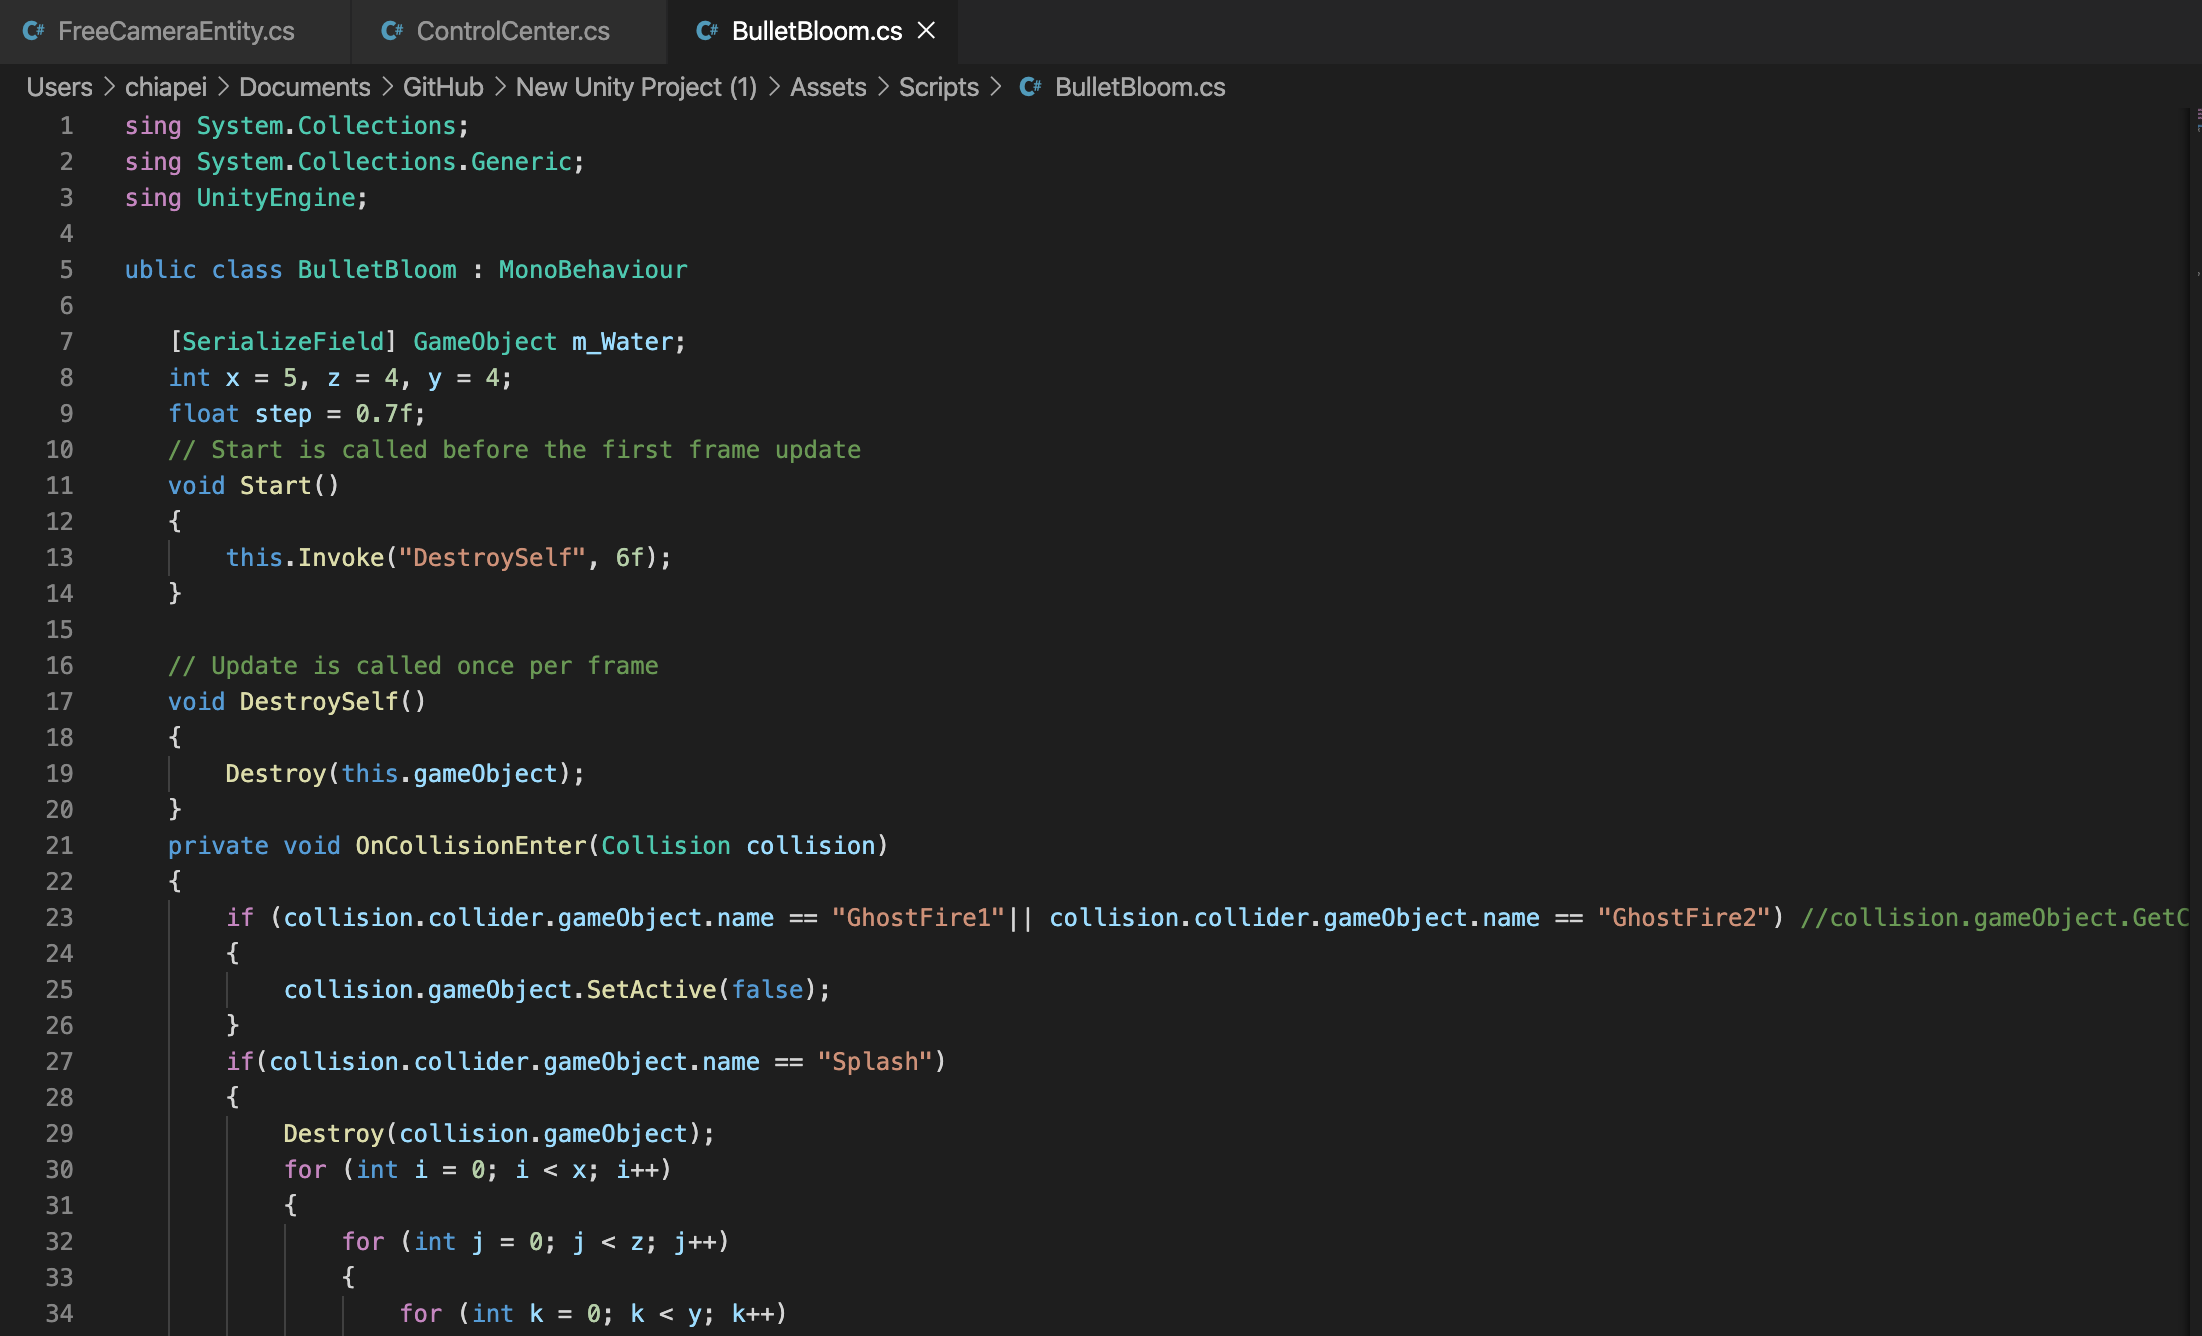 FreeCameraEntity.cs ControlCenter.cs BulletBloom.cs
Users > chiapei > Documents > GitHub > New Unity Project (1) > Assets > Scripts > BulletBloom.cs
1 sing System.Collections;
2 sing System.Collections.Generic;
3 sing UnityEngine;
4
5 ublic class BulletBloom : MonoBehaviour
6
7 [SerializeField] GameObject m_Water;
8 int x = 5, z = 4, y = 4;
9 float step = 0.7f;
10 // Start is called before the first frame update
11 void Start()
12 {
13 this.Invoke("DestroySelf", 6f);
14 }
15
16 // Update is called once per frame
17 void DestroySelf()
18 {
19 Destroy(this.gameObject);
20 }
21 private void OnCollisionEnter(Collision collision)
22 {
23 if (collision.collider.gameObject.name == "GhostFire1"|| collision.collider.gameObject.name == "GhostFire2") //collision.gameObject.GetC
24 {
25 collision.gameObject.SetActive(false);
26 }
27 if(collision.collider.gameObject.name == "Splash")
28 {
29 Destroy(collision.gameObject);
30 for (int i = 0; i < x; i++)
31 {
32 for (int j = 0; j < z; j++)
33 {
34 for (int k = 0; k < y; k++)